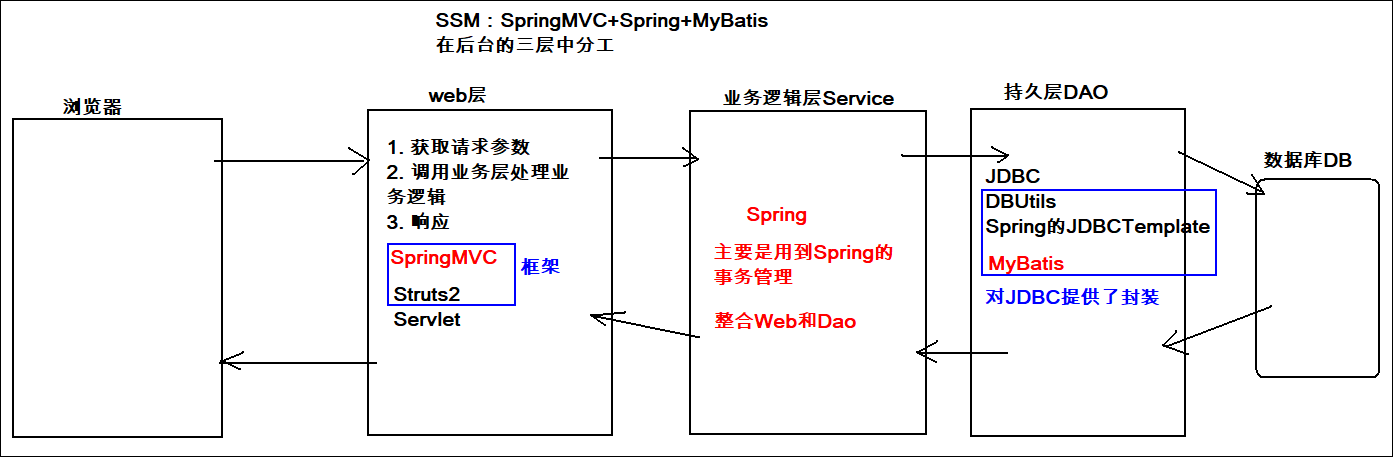 SSM：SpringMVC+Spring+MyBatis
在后台的三层中分工
浏览器
web层
1. 获取请求参数
2. 调用业务层处理业
务逻辑
3. 响应
SpringMVC
框架
Struts2
Servlet
业务逻辑层Service
Spring
主要是用到Spring的
事务管理
整合Web和Dao
持久层DAO
JDBC
DBUtils
Spring的JDBCTemplate
MyBatis
对JDBC提供了封装
数据库DB